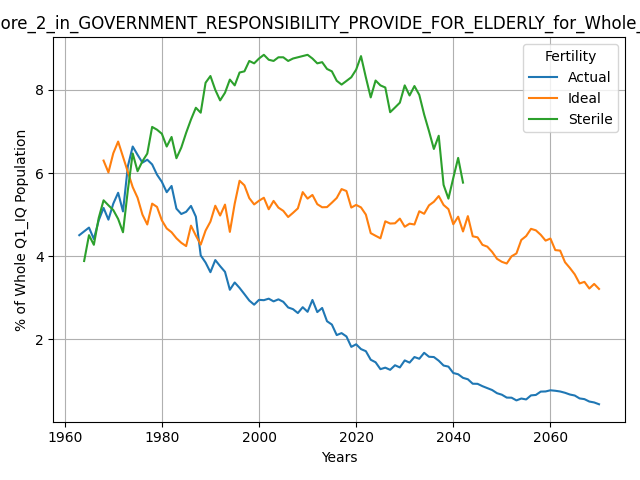 ore_2_in_GOVERNMENT_RESPONSIBILITY_PROVIDE_FOR_ELDERLY_for_Whole_
Fertility
Actual
Ideal
Sterile
% of Whole Q1_IQ Population
8
6
4
2
1960 1980 2000 2020 2040 2060
Years